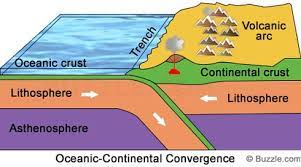 Volcanic
arc
Trench
Oceanic crust
Continental crust
Lithosphere
Lithosphere
Asthenosphere
Oceanic-Continental Convergence
© Buzzle.com